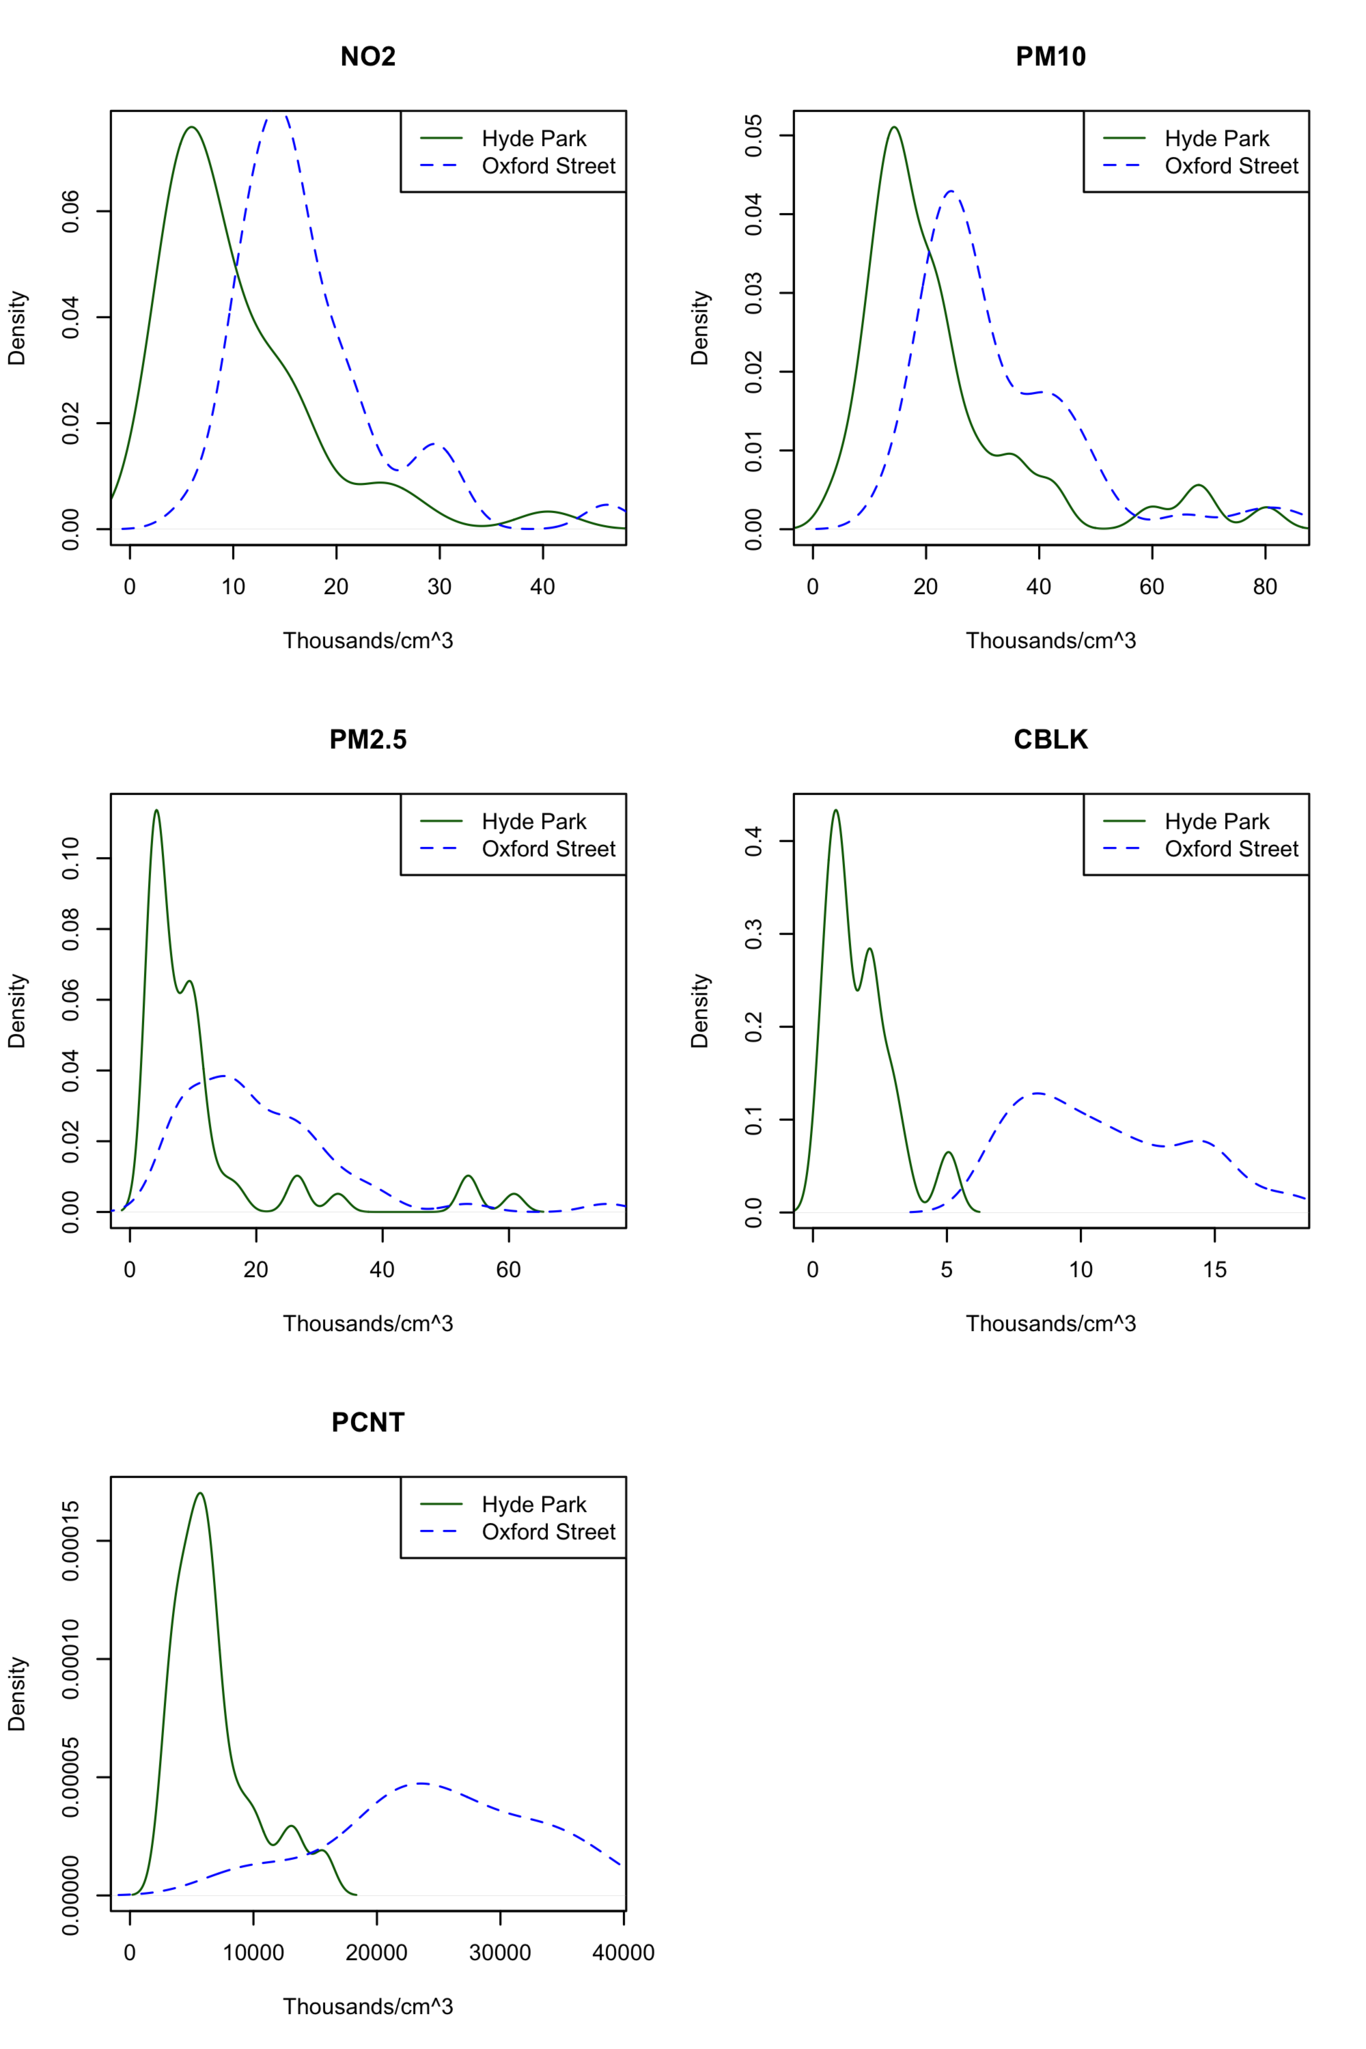 NO2
Hyde Park
Oxford Street
Density
0.00 0.02 0.04 0.06
0 10 20 30 40
Thousands/cm^3
PM10
Hyde Park
Oxford Street
Density
0.00 0.01 0.02 0.03 0.04 0.05
0 20 40 60 80
Thousands/cm^3
PM2.5
Hyde Park
Oxford Street
Density
0.00 0.02 0.04 0.06 0.08 0.10
0 20 40 60
Thousands/cm^3
CBLK
Hyde Park
Oxford Street
Density
0.0 0.1 0.2 0.3 0.4
0 5 10 15
Thousands/cm^3
PCNT
Hyde Park
Oxford Street
Density
0.00000 0.00005 0.00010 0.00015
0 10000 20000 30000 40000
Thousands/cm^3